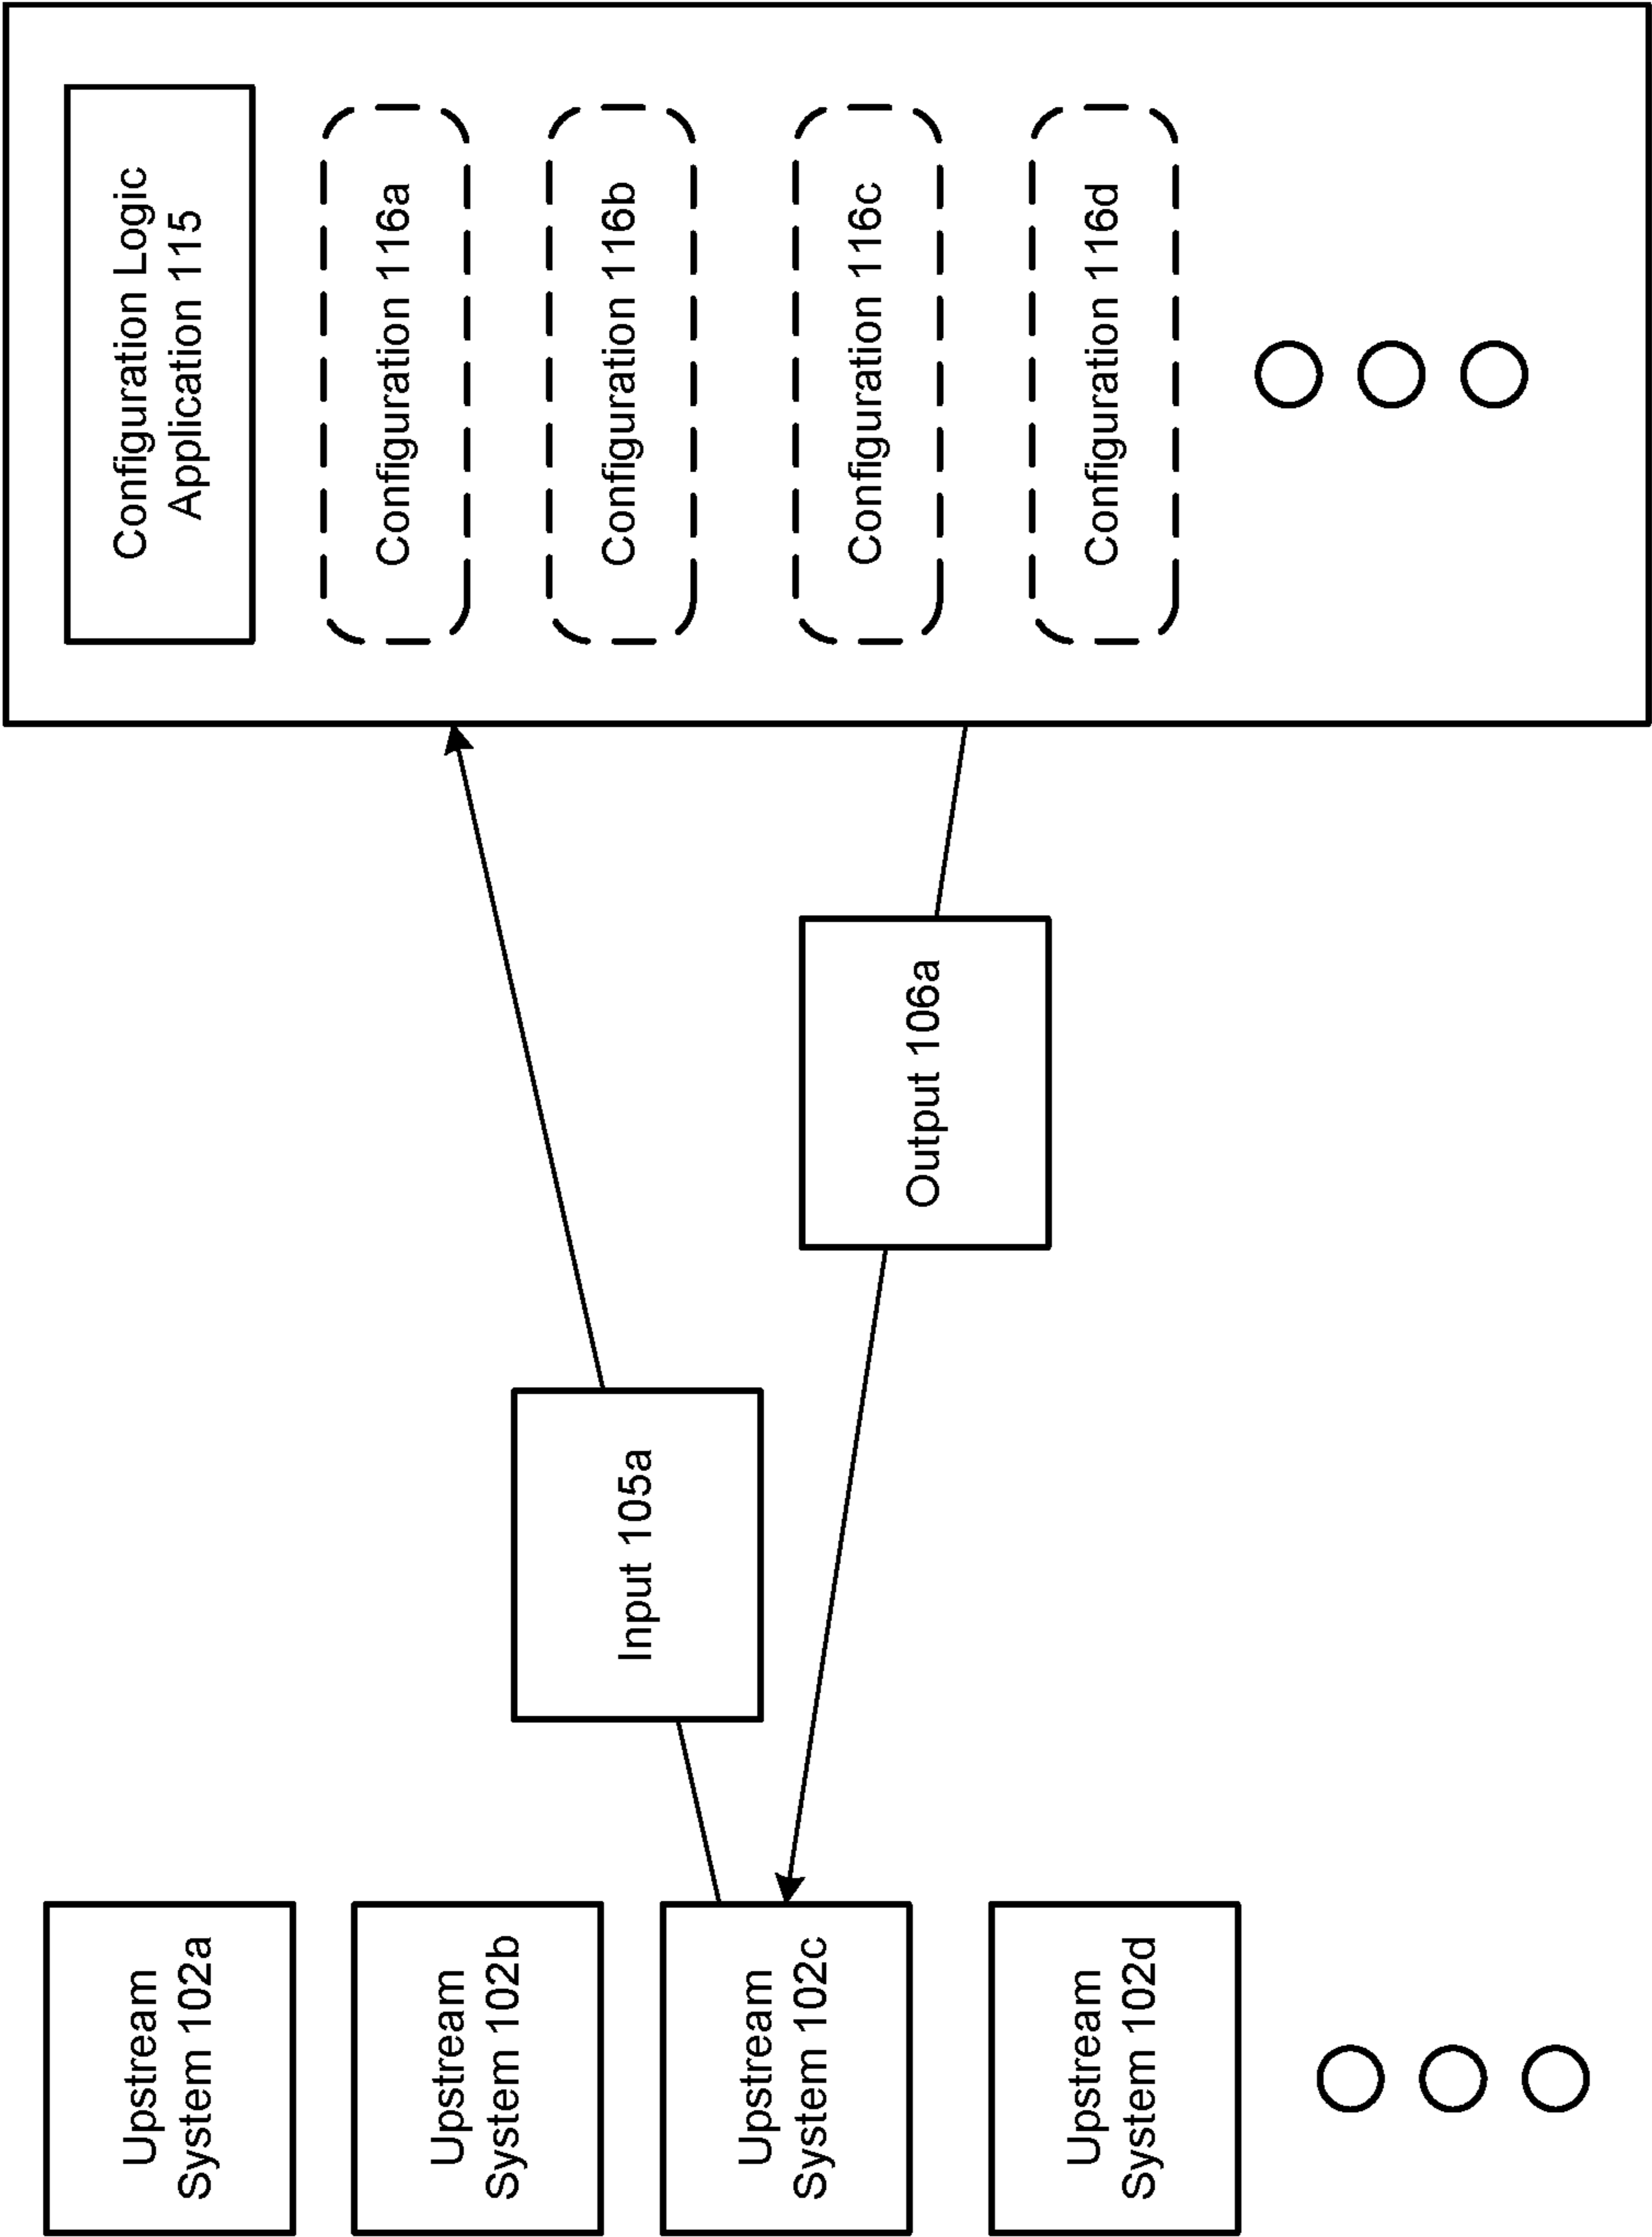 Upstream
System 102a
Upstream
System 102b
Upstream
System 102c
Upstream
System 102d
Input 105a
Output 106a
Configuration Logic
Application 115
Configuration 116a
Configuration 116b
Configuration 116c
Configuration 116d